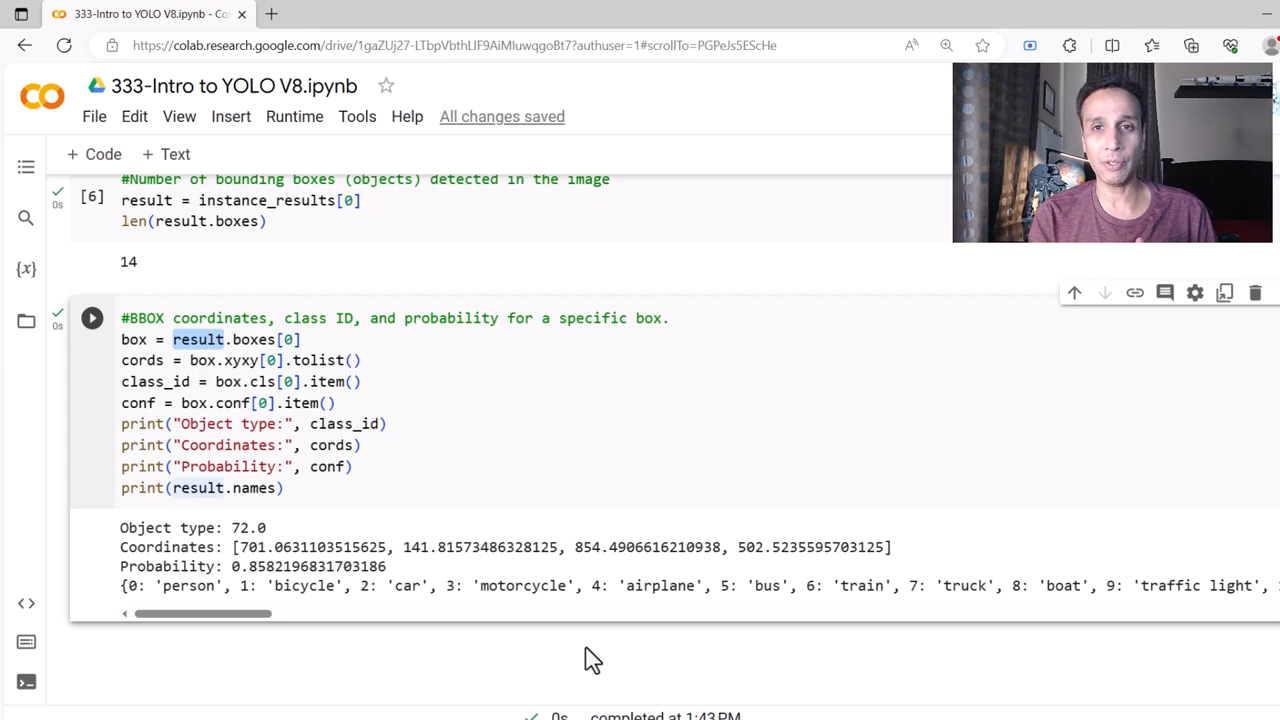 333-Intro to YOLO V8.ipynb - Co
https://colab.research.google.com/drive/1gaZUj27-LTbpVbthLIF9AiMluwqgoBt7?authuser=1#scrollTo=PGPeJs5EScHe
333-Intro to YOLO V8.ipynb
File Edit View Insert Runtime Tools Help All changes saved
+ Code + Text
#Number of bounding boxes (objects) detected in the image
[6] result = instance_results[0]
0s
len(result.boxes)
14
#BBOX coordinates, class ID, and probability for a specific box.
0s
box = result.boxes[0]
cords = box.xyxy[0].tolist()
class_id = box.cls[0].item()
conf = box.conf[0].item()
print("Object type:", class_id)
print("Coordinates:", cords)
print("Probability:", conf)
print(result.names)
Object type: 72.0
Coordinates: [701.0631103515625, 141.81573486328125, 854.4906616210938, 502.5235595703125]
Probability: 0.8582196831703186
{0: 'person', 1: 'bicycle', 2: 'car', 3: 'motorcycle', 4: 'airplane', 5: 'bus', 6: 'train', 7: 'truck', 8: 'boat', 9: 'traffic light',
0s completed at 1:43 PM